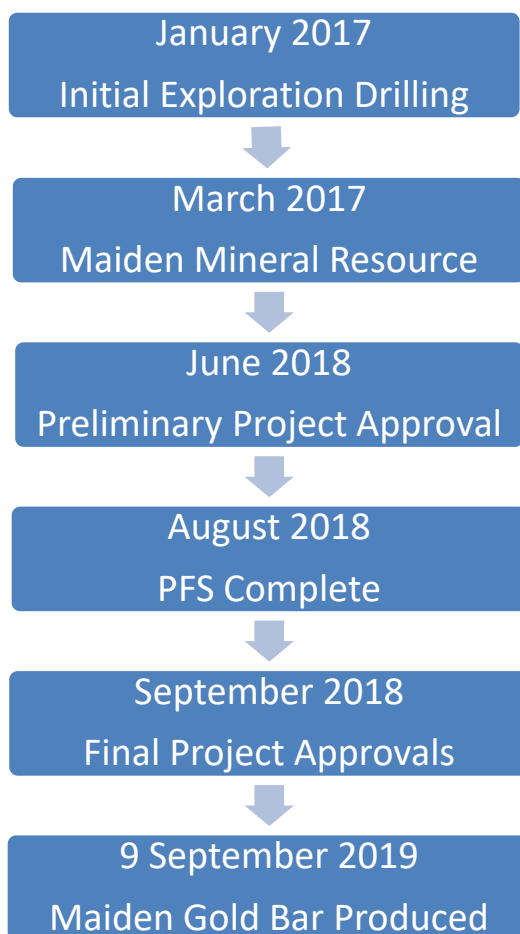 January 2017
Initial Exploration Drilling
March 2017
Maiden Mineral Resource
June 2018
Preliminary Project Approval
August 2018
PFS Complete
September 2018
Final Project Approvals
9 September 2019
Maiden Gold Bar Produced